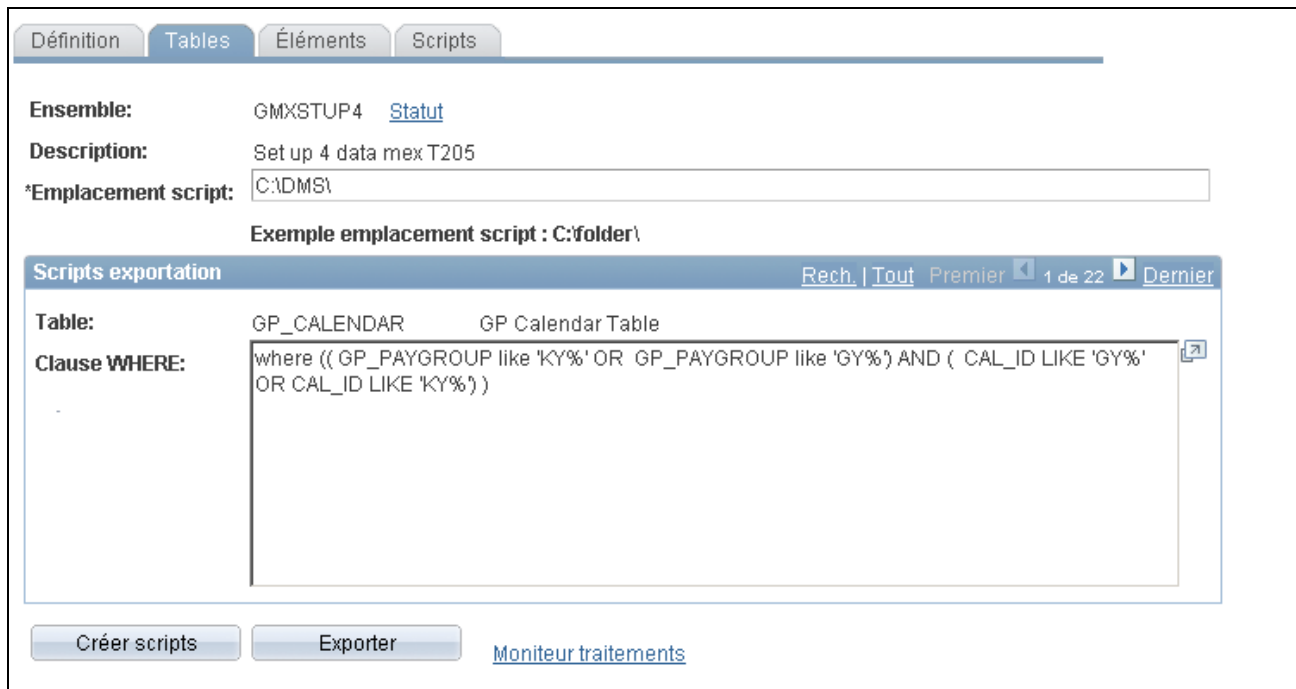 Définition Tables Éléments Scripts
Ensemble: GMXSTUP4 Statut
Description: Set up 4 data mex T205
*Emplacement script: C:\DMS\
Exemple emplacement script : C:\folder\
Scripts exportation Rech. | Tout Premier 1 de 22 Dernier
Table: GP_CALENDAR GP Calendar Table
Clause WHERE: where (( GP_PAYGROUP like 'KY%' OR GP_PAYGROUP like 'GY%') AND ( CAL_ID LIKE 'GY%'
OR CAL_ID LIKE 'KY%') )
Créer scripts Exporter Moniteur traitements